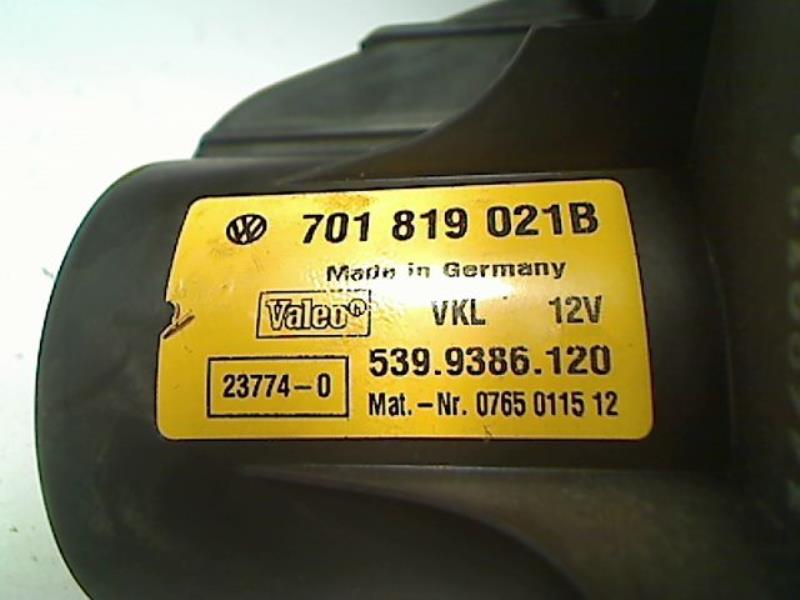 VW 701 819 021B
Made in Germany
Valeo VKL 12V
539.9386.120
23774-0
Mat.-Nr. 0765 0115 12